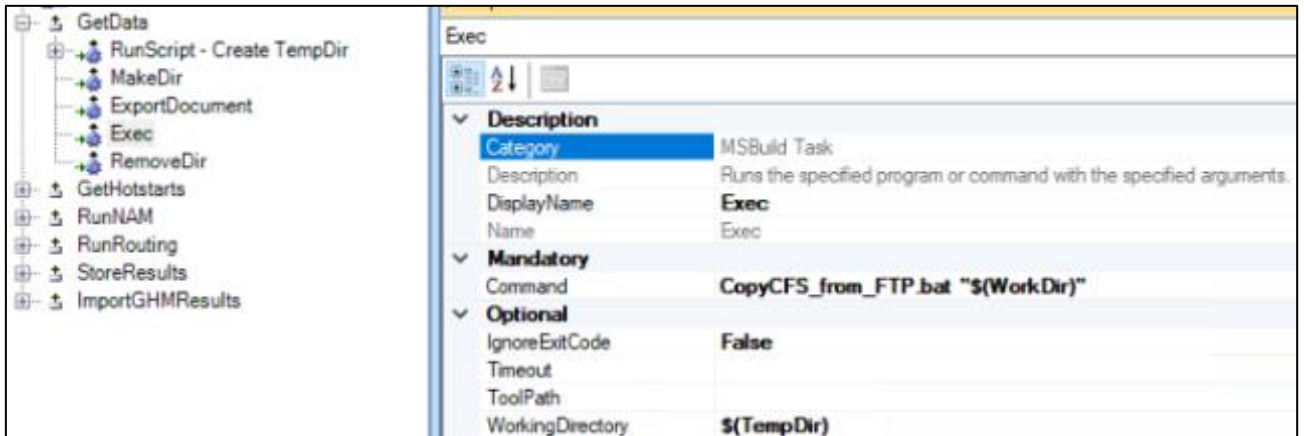 GetData
RunScript - Create TempDir
MakeDir
ExportDocument
Exec
RemoveDir
GetHotstarts
RunNAM
RunRouting
StoreResults
ImportGHMResults
Exec
Description
Category MSBuild Task
Description Runs the specified program or command with the specified arguments.
DisplayName Exec
Name Exec
Mandatory
Command CopyCFS_from_FTP.bat "$(WorkDir)"
Optional
IgnoreExitCode False
Timeout
ToolPath
WorkingDirectory $(TempDir)